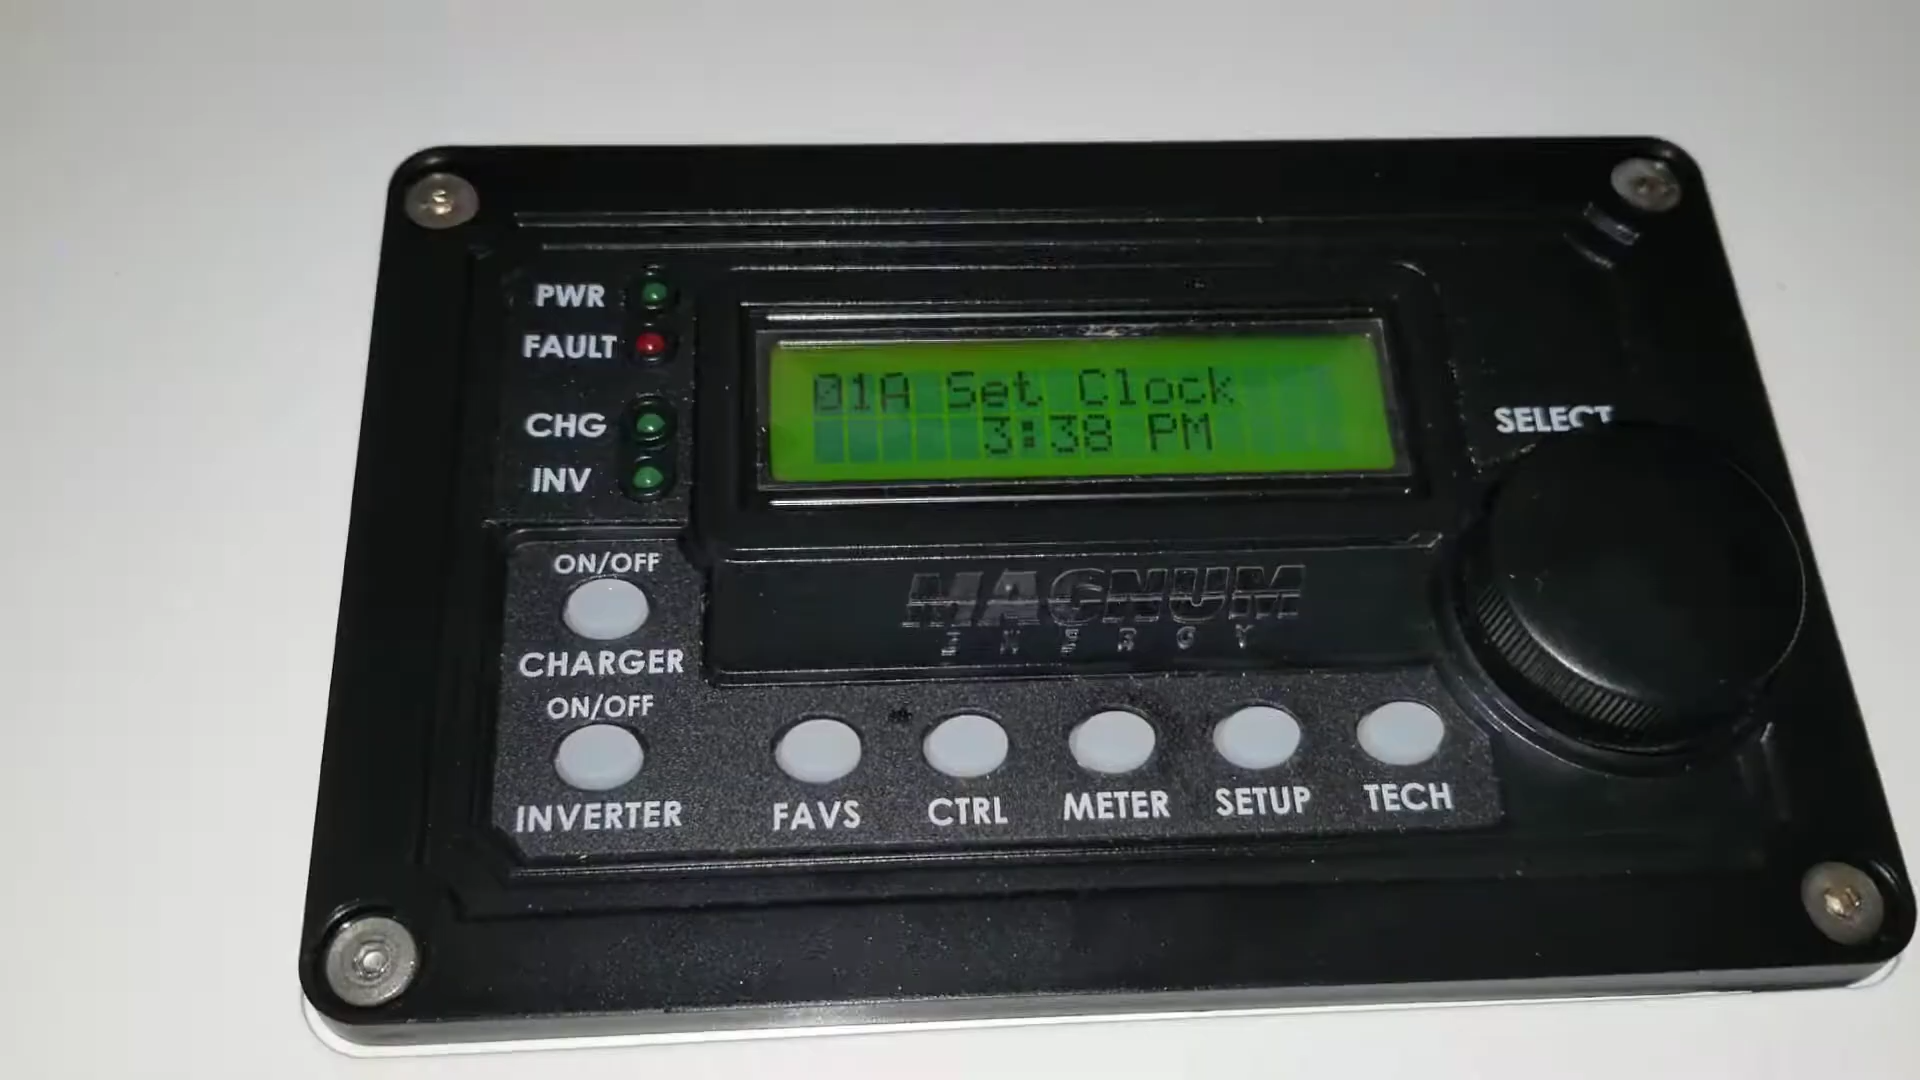 PWR
FAULT
CHG
INV
01A Set Clock
3:38 PM
SELECT
ON/OFF
CHARGER
ON/OFF
INVERTER
MAGNUM
ENERGY
FAVS
CTRL
METER
SETUP
TECH